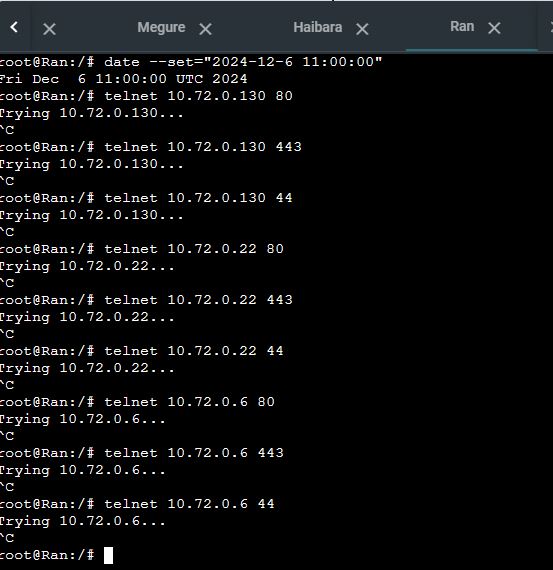 Megure Haibara Ran
root@Ran:/# date --set="2024-12-6 11:00:00"
Fri Dec  6 11:00:00 UTC 2024
root@Ran:/# telnet 10.72.0.130 80
Trying 10.72.0.130...
^C
root@Ran:/# telnet 10.72.0.130 443
Trying 10.72.0.130...
^C
root@Ran:/# telnet 10.72.0.130 44
Trying 10.72.0.130...
^C
root@Ran:/# telnet 10.72.0.22 80
Trying 10.72.0.22...
^C
root@Ran:/# telnet 10.72.0.22 443
Trying 10.72.0.22...
^C
root@Ran:/# telnet 10.72.0.22 44
Trying 10.72.0.22...
^C
root@Ran:/# telnet 10.72.0.6 80
Trying 10.72.0.6...
^C
root@Ran:/# telnet 10.72.0.6 443
Trying 10.72.0.6...
^C
root@Ran:/# telnet 10.72.0.6 44
Trying 10.72.0.6...
^C
root@Ran:/#